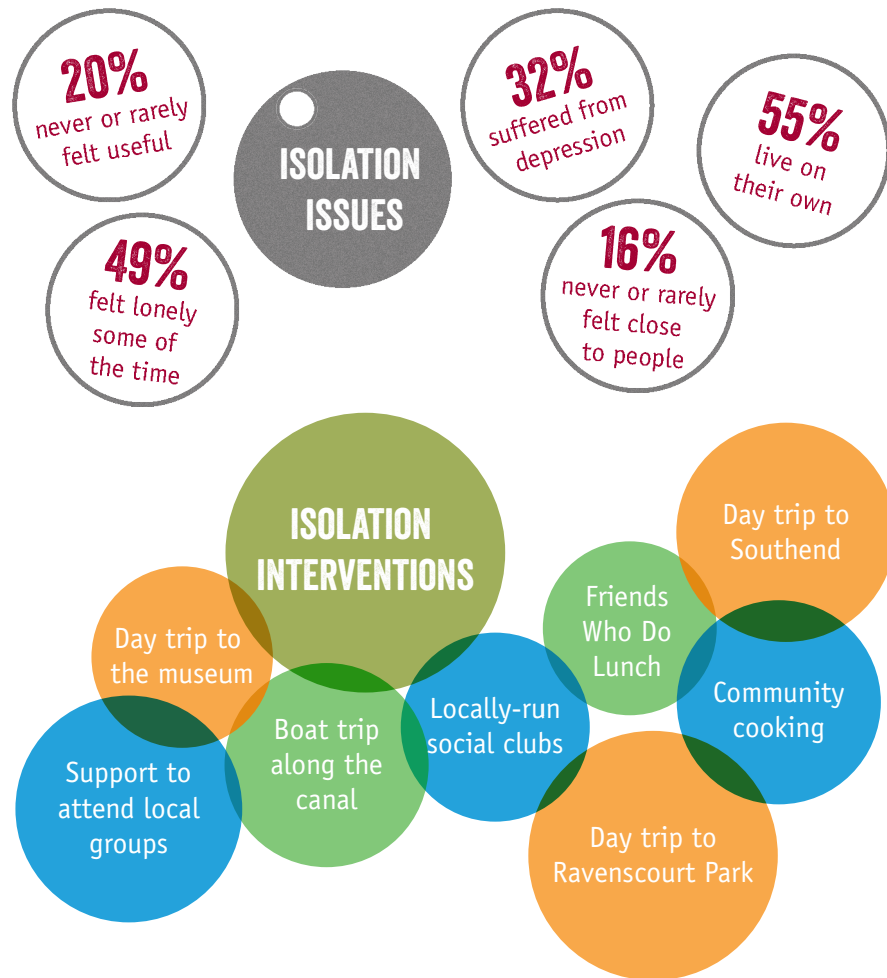 20%
never or rarely
felt useful
ISOLATION
ISSUES
32%
suffered from
depression
55%
live on
their own
49%
felt lonely
some of
the time
16%
never or rarely
felt close
to people
ISOLATION
INTERVENTIONS
Day trip to
Southend
Friends
Who Do
Lunch
Day trip to
the museum
Community
cooking
Locally-run
social clubs
Boat trip
along the
canal
Support to
attend local
groups
Day trip to
Ravenscourt Park